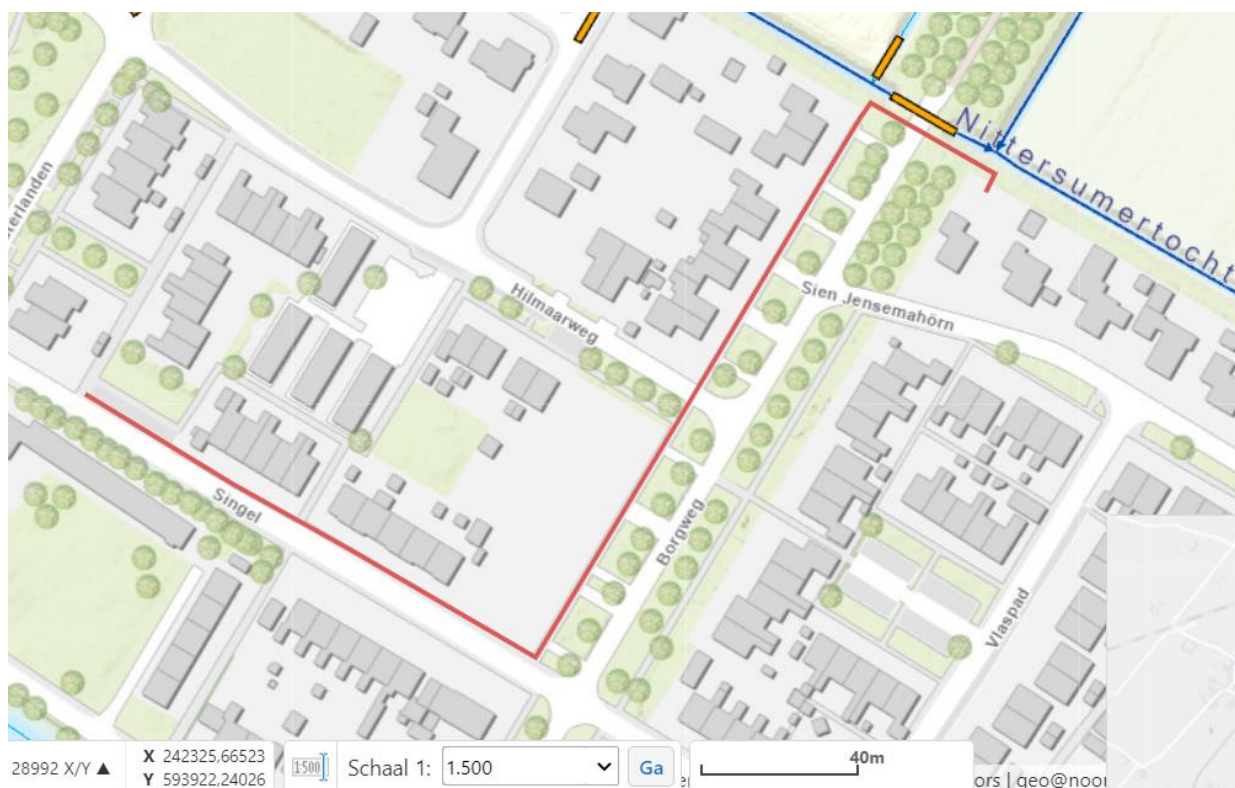 Nittersumertocht
erlanden
Hilmaarweg
Sien Jensemahörn
Singel
Borgweg
Vlaspad
28992 X/Y ▲
X 242325,66523
Y 593922,24026
1:500
Schaal 1:
1.500
Ga
40m
ors | geo@noor